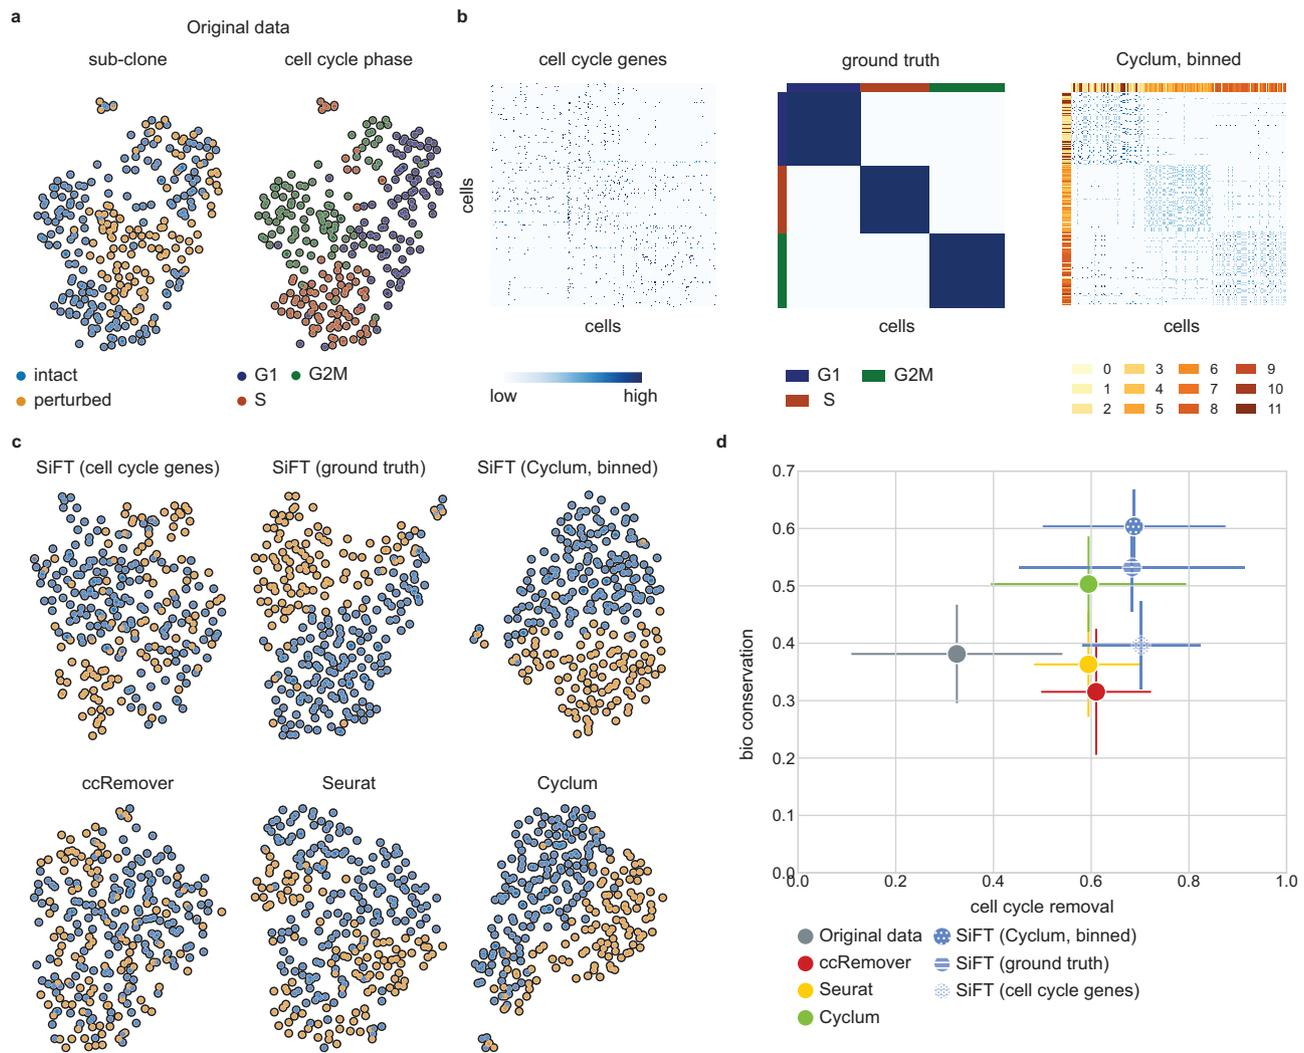 a
Original data
sub-clone
cell cycle phase
intact
perturbed
G1
G2M
S
b
cell cycle genes
ground truth
Cyclum, binned
cells
cells
cells
cells
low
high
G1
G2M
S
0
3
6
9
1
4
7
10
2
5
8
11
c
SiFT (cell cycle genes)
SiFT (ground truth)
SiFT (Cyclum, binned)
ccRemover
Seurat
Cyclum
d
0.7
0.6
0.5
0.4
0.3
0.2
0.1
0.0
bio conservation
0.0
0.2
0.4
0.6
0.8
1.0
cell cycle removal
Original data
SiFT (Cyclum, binned)
ccRemover
SiFT (ground truth)
Seurat
SiFT (cell cycle genes)
Cyclum